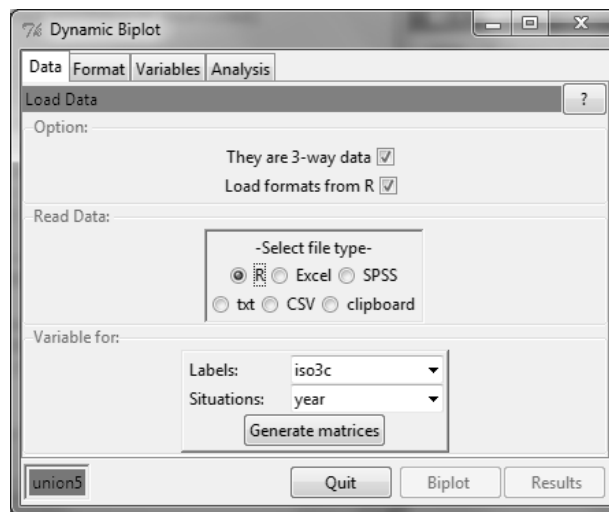 Dynamic Biplot
Data Format Variables Analysis
Load Data ?
Option:
They are 3-way data
Load formats from R
Read Data:
-Select file type-
R Excel SPSS
txt CSV clipboard
Variable for:
Labels: iso3c
Situations: year
Generate matrices
union5 Quit Biplot Results